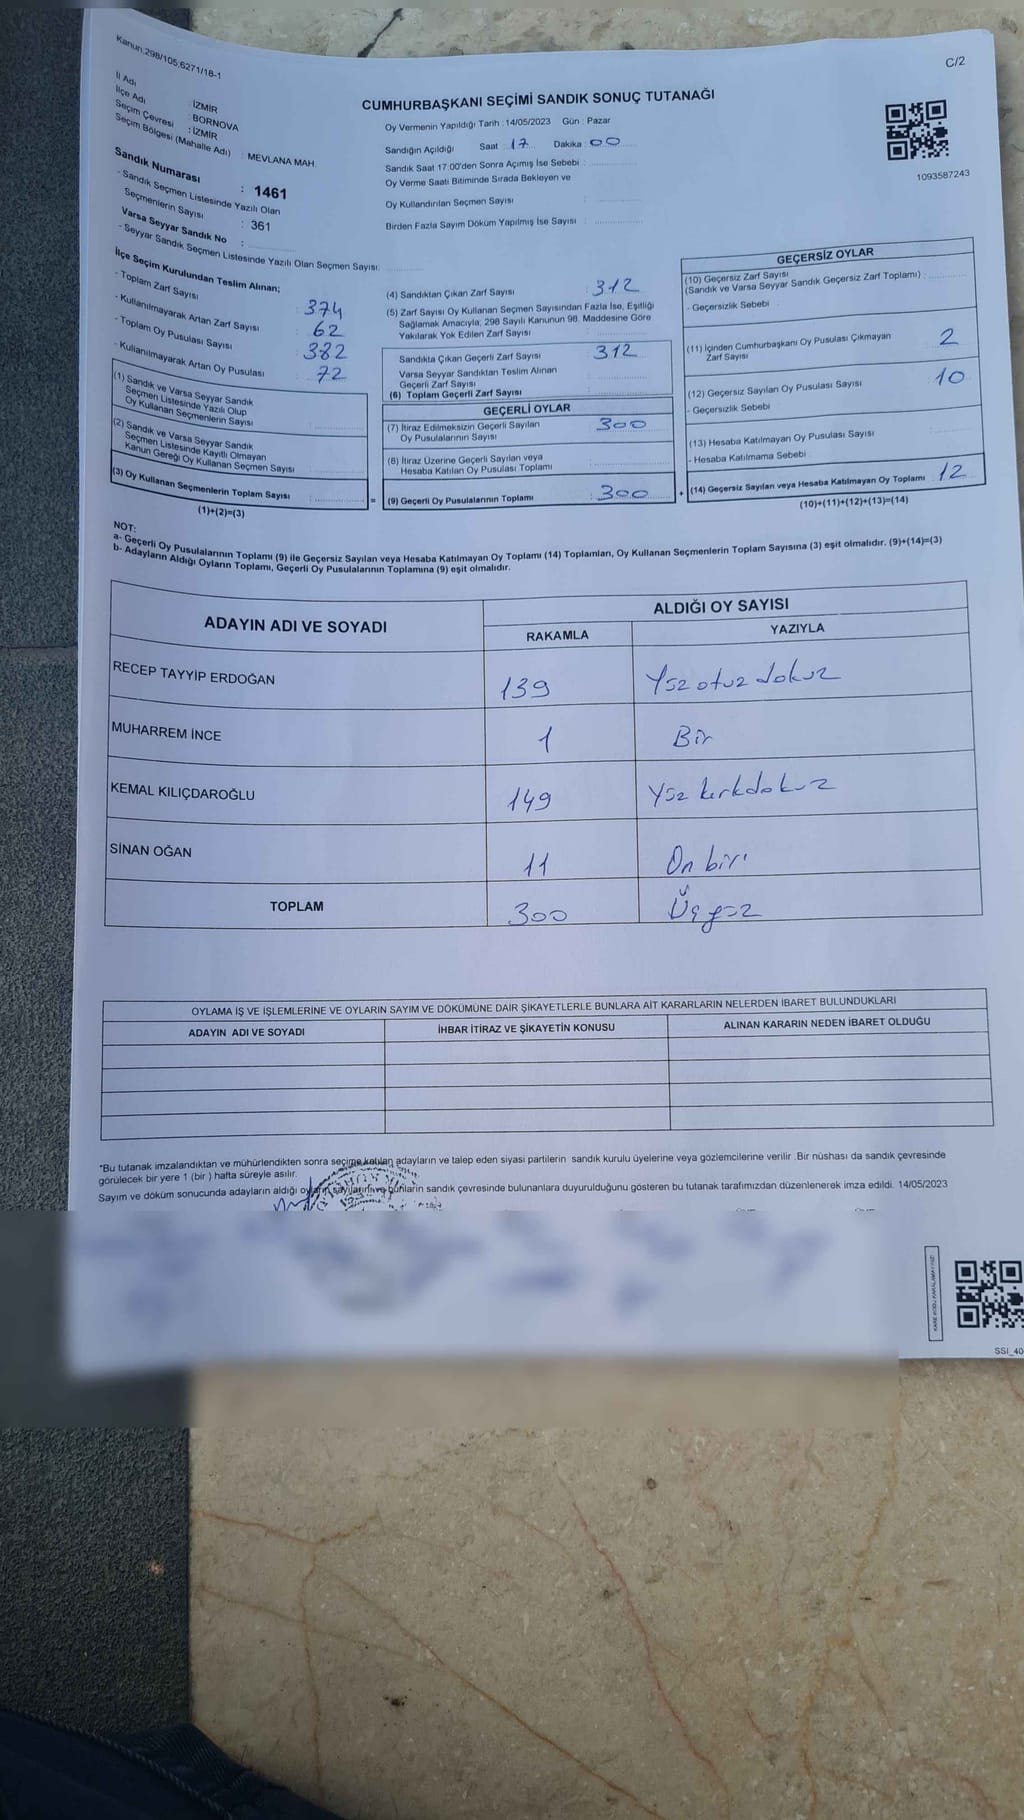 Kanun:298/105,6271/18-1
C/2
İl Adı : İZMİR
İlçe Adı : BORNOVA
Seçim Çevresi : İZMİR
Seçim Bölgesi (Mahalle Adı) : MEVLANA MAH.
Sandık Numarası : 1461
- Sandık Seçmen Listesinde Yazılı Olan
Seçmenlerin Sayısı : 361
Varsa Seyyar Sandık No :
- Seyyar Sandık Seçmen Listesinde Yazılı Olan Seçmen Sayısı:
CUMHURBAŞKANI SEÇİMİ SANDIK SONUÇ TUTANAĞI
Oy Vermenin Yapıldığı Tarih : 14/05/2023 Gün : Pazar
Sandığın Açıldığı Saat : 17 Dakika : 00
Sandık Saat 17:00'den Sonra Açımış İse Sebebi :
Oy Verme Saati Bitiminde Sırada Bekleyen ve
Oy Kullandırılan Seçmen Sayısı :
Birden Fazla Sayım Döküm Yapılmış İse Sayısı :
1093587243
İlçe Seçim Kurulundan Teslim Alınan;
- Toplam Zarf Sayısı : 374
- Kullanılmayarak Artan Zarf Sayısı : 62
- Toplam Oy Pusulası Sayısı : 382
- Kullanılmayarak Artan Oy Pusulası : 72
(1) Sandık ve Varsa Seyyar Sandık
Seçmen Listesinde Yazılı Olup
Oy Kullanan Seçmenlerin Sayısı :
(2) Sandık ve Varsa Seyyar Sandık
Seçmen Listesinde Kayıtlı Olmayan
Kanun Gereği Oy Kullanan Seçmen Sayısı :
(3) Oy Kullanan Seçmenlerin Toplam Sayısı : =
(1)+(2)=(3)
(4) Sandıktan Çıkan Zarf Sayısı : 312
(5) Zarf Sayısı Oy Kullanan Seçmen Sayısından Fazla İse, Eşitliği
Sağlamak Amacıyla, 298 Sayılı Kanunun 98. Maddesine Göre
Yakılarak Yok Edilen Zarf Sayısı :
Sandıkta Çıkan Geçerli Zarf Sayısı : 312
Varsa Seyyar Sandıktan Teslim Alınan
Geçerli Zarf Sayısı :
(6) Toplam Geçerli Zarf Sayısı :
GEÇERLİ OYLAR
(7) İtiraz Edilmeksizin Geçerli Sayılan
Oy Pusulalarının Sayısı : 300
(8) İtiraz Üzerine Geçerli Sayılan veya
Hesaba Katılan Oy Pusulası Toplamı :
(9) Geçerli Oy Pusulalarının Toplamı : 300 +
GEÇERSİZ OYLAR
(10) Geçersiz Zarf Sayısı
(Sandık ve Varsa Seyyar Sandık Geçersiz Zarf Toplamı) :
- Geçersizlik Sebebi :
(11) İçinden Cumhurbaşkanı Oy Pusulası Çıkmayan
Zarf Sayısı : 2
(12) Geçersiz Sayılan Oy Pusulası Sayısı : 10
- Geçersizlik Sebebi :
(13) Hesaba Katılmayan Oy Pusulası Sayısı :
- Hesaba Katılmama Sebebi :
(14) Geçersiz Sayılan veya Hesaba Katılmayan Oy Toplamı : 12
(10)+(11)+(12)+(13)=(14)
NOT:
a- Geçerli Oy Pusulalarının Toplamı (9) ile Geçersiz Sayılan veya Hesaba Katılmayan Oy Toplamı (14) Toplamları, Oy Kullanan Seçmenlerin Toplam Sayısına (3) eşit olmalıdır. (9)+(14)=(3)
b- Adayların Aldığı Oyların Toplamı, Geçerli Oy Pusulalarının Toplamına (9) eşit olmalıdır.
ADAYIN ADI VE SOYADI
ALDIĞI OY SAYISI
RAKAMLA YAZIYLA
RECEP TAYYİP ERDOĞAN 139 Yüz otuz dokuz
MUHARREM İNCE 1 Bir
KEMAL KILIÇDAROĞLU 149 Yüz kırkdokuz
SİNAN OĞAN 11 On bir
TOPLAM 300 Üçyüz
OYLAMA İŞ VE İŞLEMLERİNE VE OYLARIN SAYIM VE DÖKÜMÜNE DAİR ŞİKAYETLERLE BUNLARA AİT KARARLARIN NELERDEN İBARET BULUNDUKLARI
ADAYIN ADI VE SOYADI İHBAR İTİRAZ VE ŞİKAYETİN KONUSU ALINAN KARARIN NEDEN İBARET OLDUĞU
*Bu tutanak imzalandıktan ve mühürlendikten sonra seçime katılan adayların ve talep eden siyasi partilerin sandık kurulu üyelerine veya gözlemcilerine verilir .Bir nüshası da sandık çevresinde
görülecek bir yere 1 (bir ) hafta süreyle asılır.
Sayım ve döküm sonucunda adayların aldığı oyların sayılarını ve bunların sandık çevresinde bulunanlara duyurulduğunu gösteren bu tutanak tarafımızdan düzenlenerek imza edildi. 14/05/2023
SSI_40